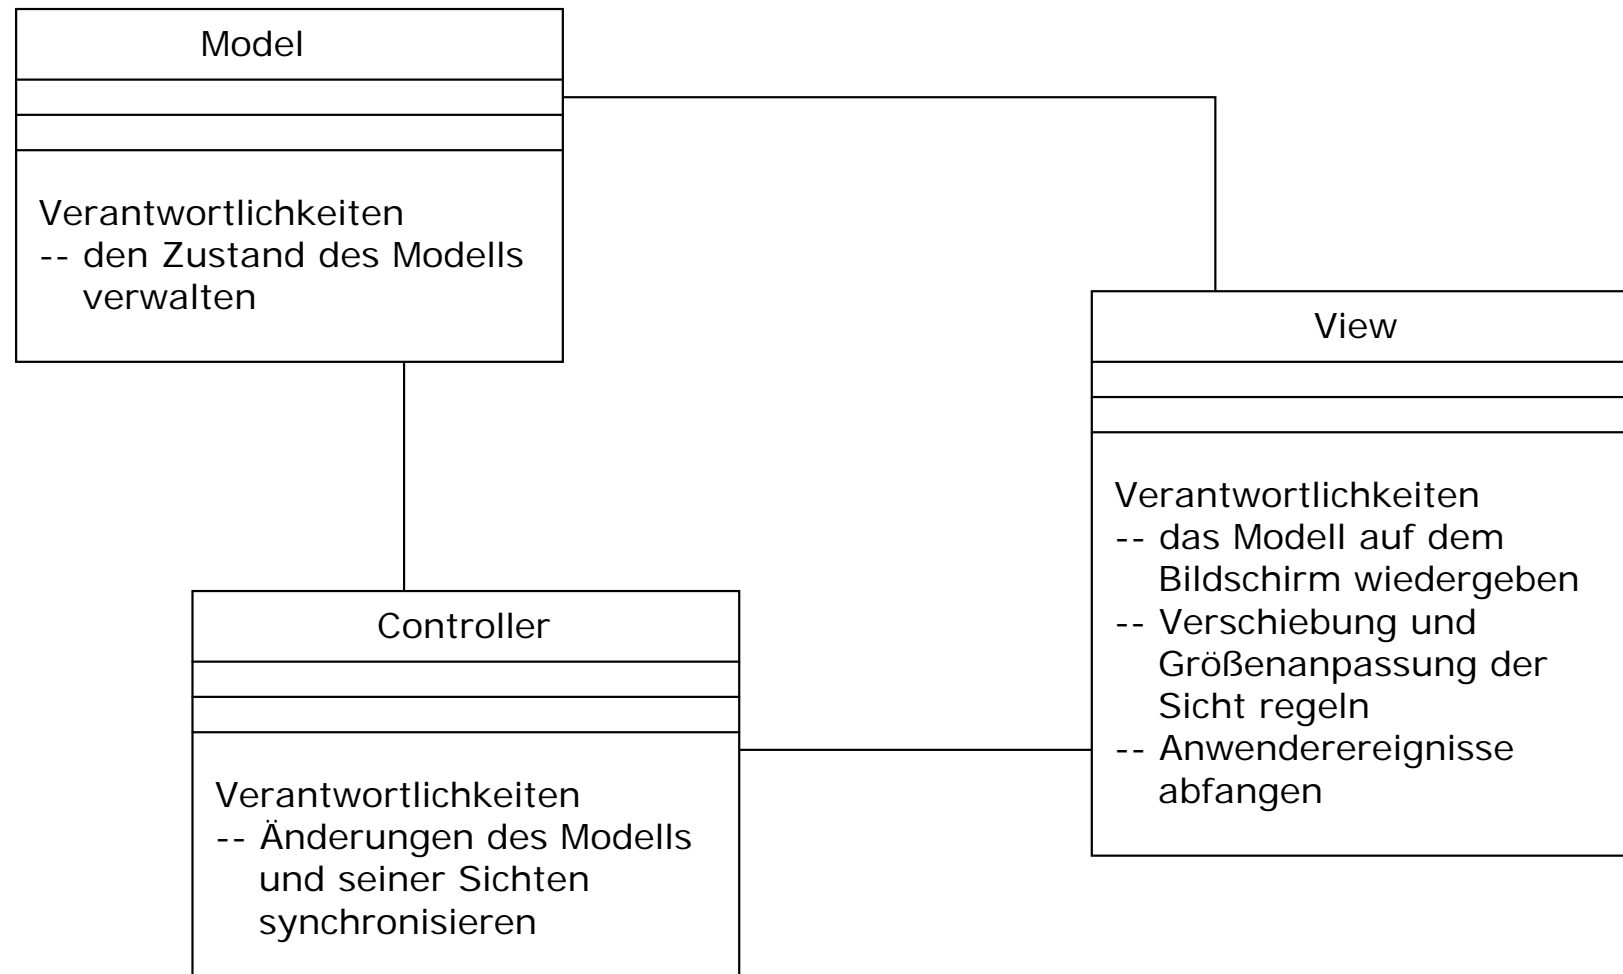 Model
Verantwortlichkeiten
-- den Zustand des Modells
verwalten
View
Verantwortlichkeiten
-- das Modell auf dem
Bildschirm wiedergeben
-- Verschiebung und
Größenanpassung der
Sicht regeln
-- Anwenderereignisse
abfangen
Controller
Verantwortlichkeiten
-- Änderungen des Modells
und seiner Sichten
synchronisieren